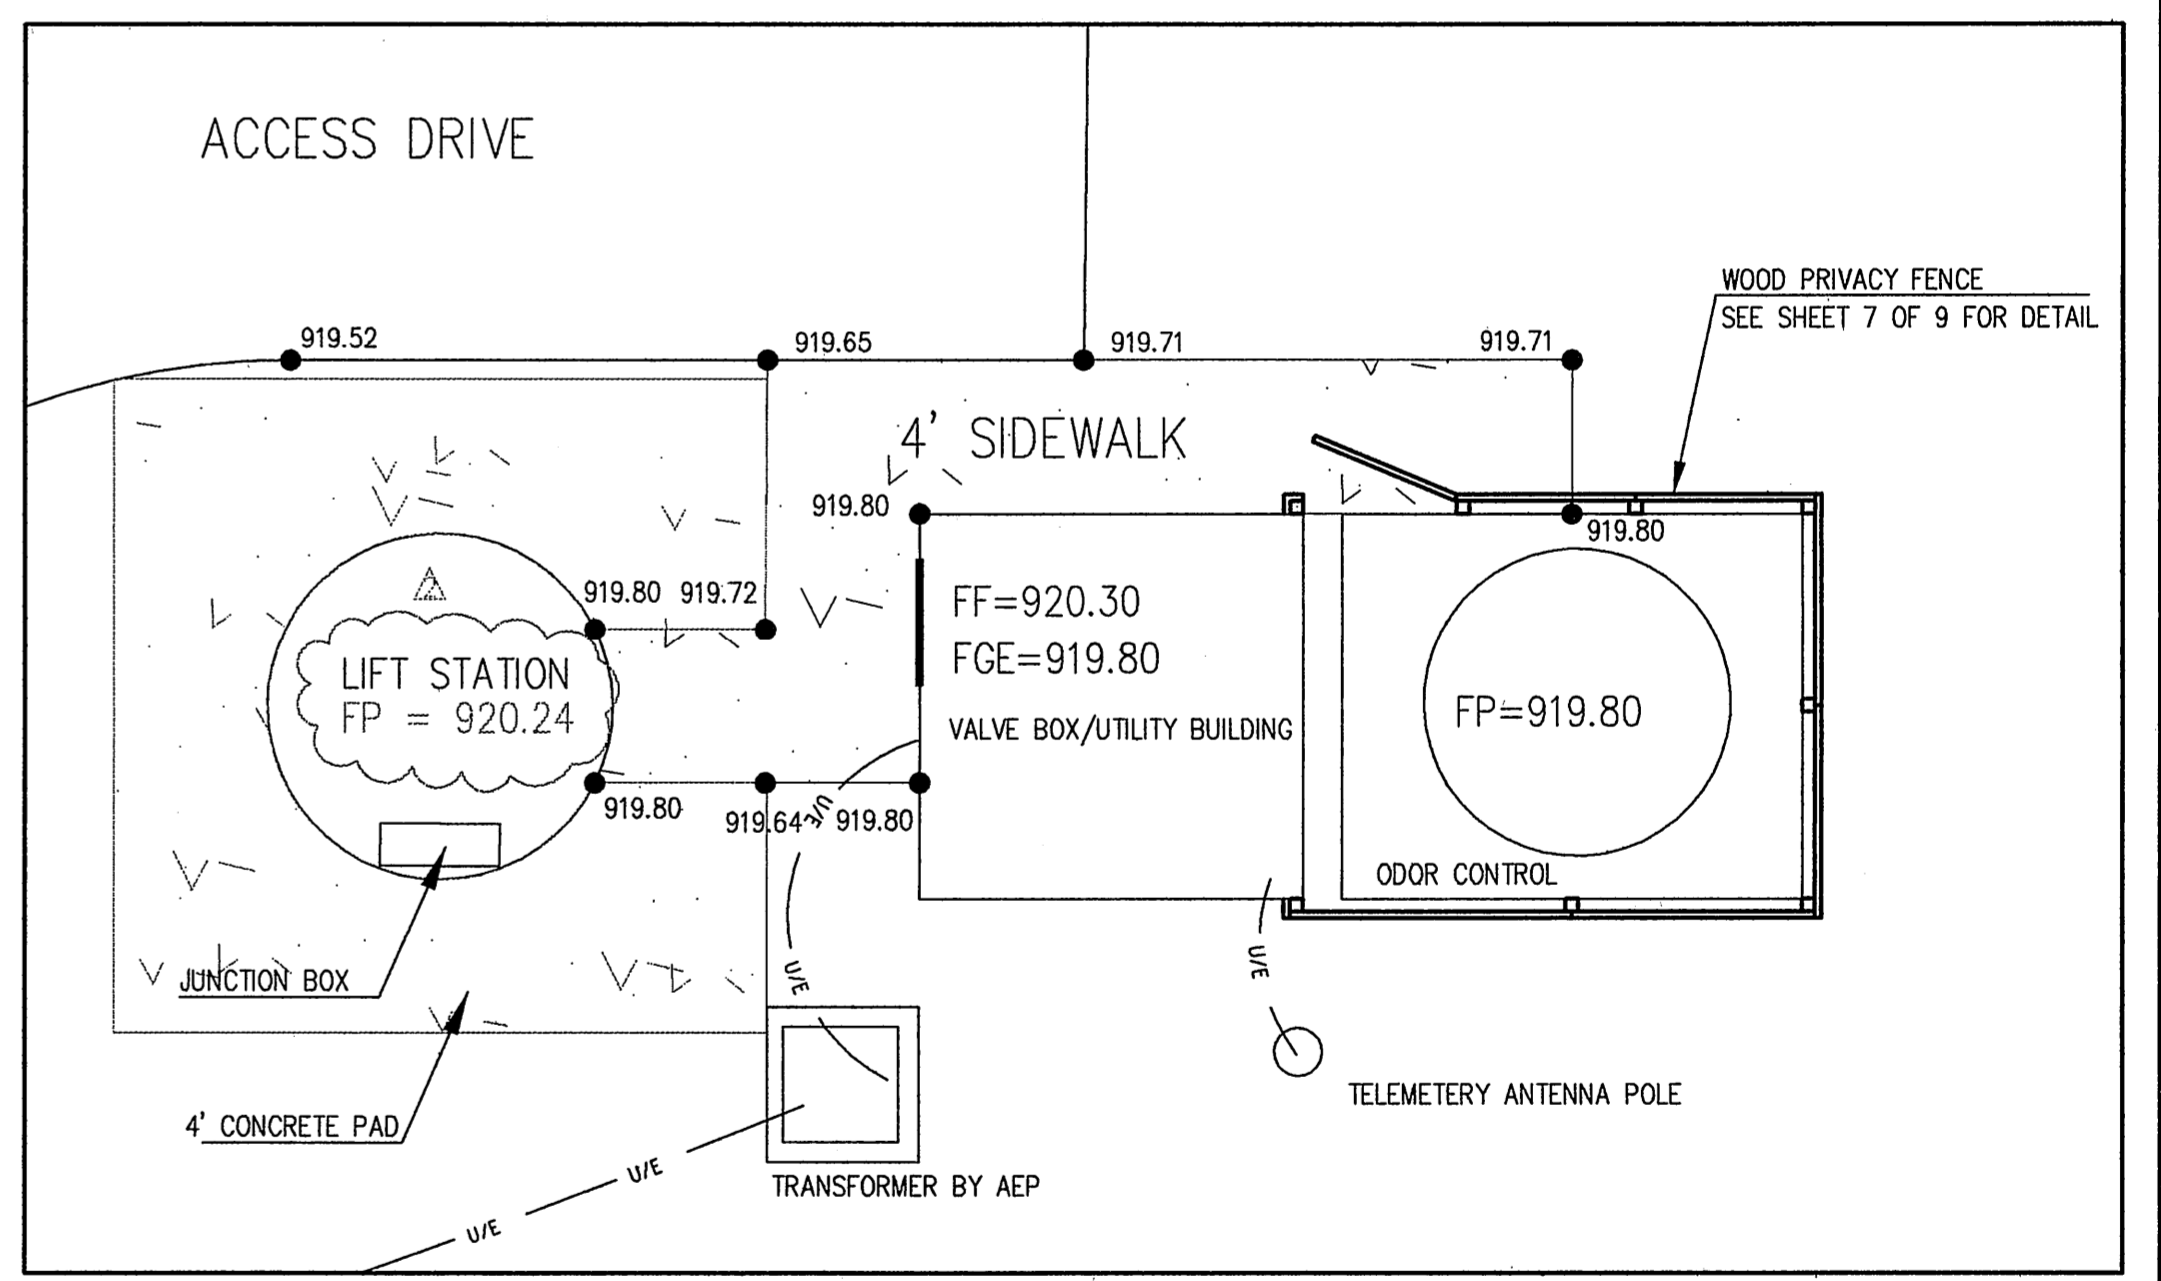 ACCESS DRIVE
WOOD PRIVACY FENCE
SEE SHEET 7 OF 9 FOR DETAIL
919.52
919.65
919.71
919.71
4' SIDEWALK
919.80
919.80
919.80
919.72
2
FF=920.30
FGE=919.80
LIFT STATION
FP = 920.24
FP=919.80
VALVE BOX/UTILITY BUILDING
919.80
919.64
U/E
919.80
ODOR CONTROL
JUNCTION BOX
U/E
U/E
TELEMETERY ANTENNA POLE
4' CONCRETE PAD
U/E
TRANSFORMER BY AEP
U/E